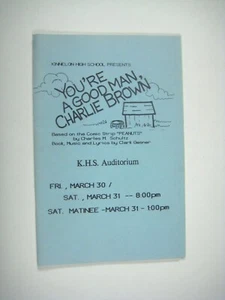 KINNELON HIGH SCHOOL PRESENTS
YOU'RE
A GOOD MAN,
CHARLIE BROWN
Based on the Comic Strip "PEANUTS"
by Charles M. Schultz
Book, Music and Lyrics by Clark Gesner
K.H.S. Auditorium
FRI., MARCH 30 /
SAT., MARCH 31 -- 8:00pm
SAT. MATINEE -MARCH 31 - 1:00pm